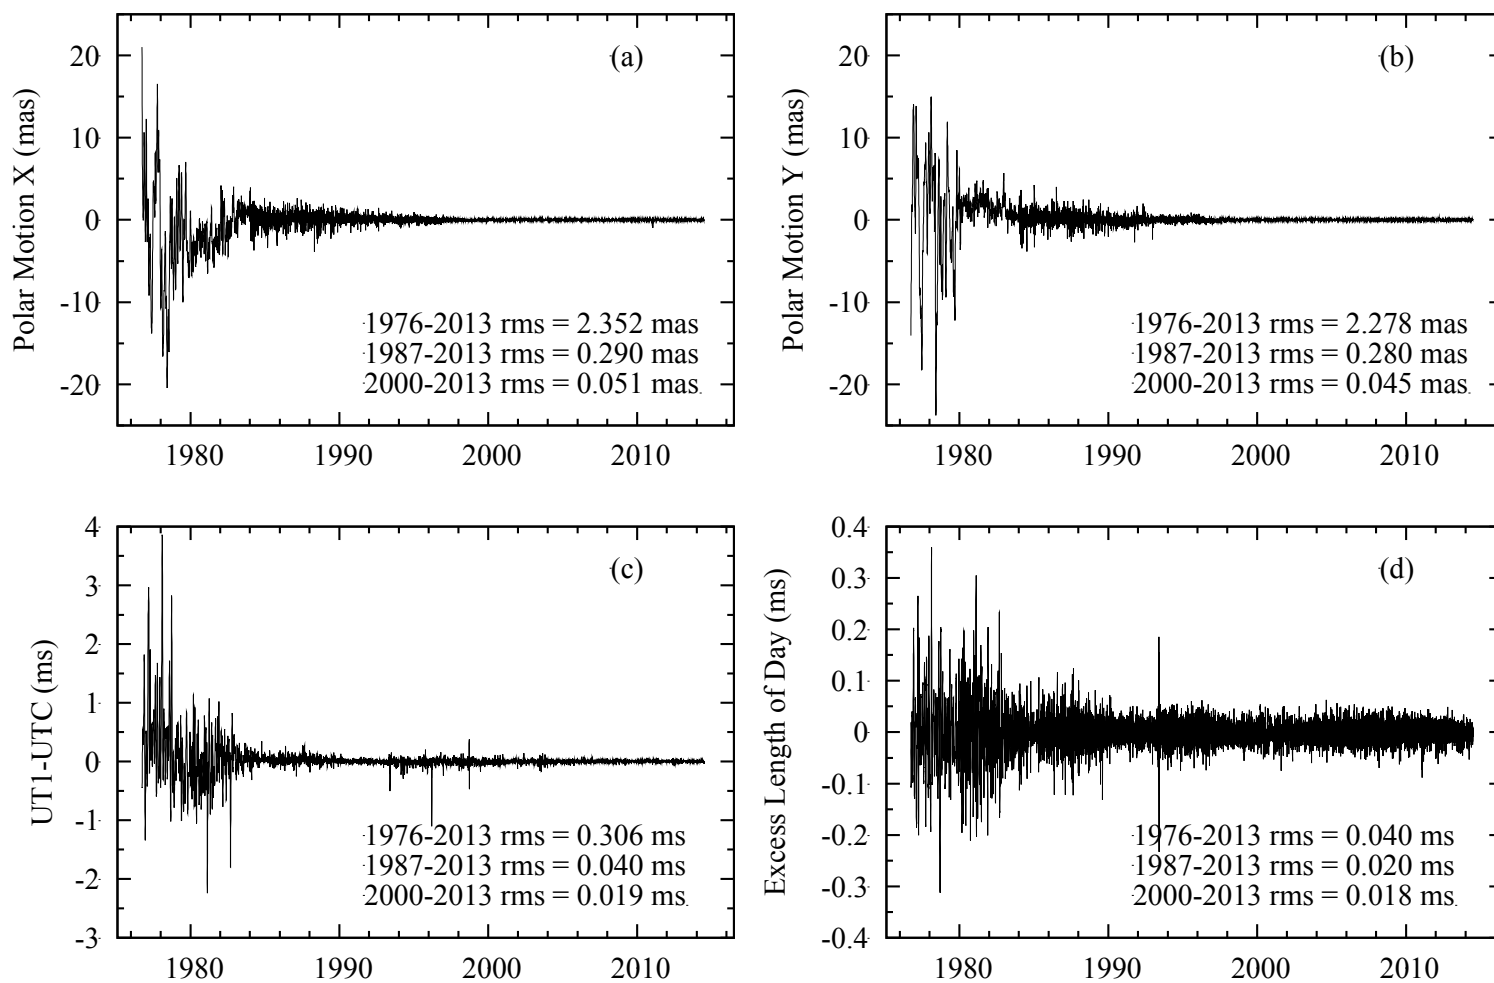 (a)
Polar Motion X (mas)
20
10
0
-10
-20
1976-2013 rms = 2.352 mas
1987-2013 rms = 0.290 mas
2000-2013 rms = 0.051 mas
1980 1990 2000 2010
(b)
Polar Motion Y (mas)
20
10
0
-10
-20
1976-2013 rms = 2.278 mas
1987-2013 rms = 0.280 mas
2000-2013 rms = 0.045 mas
1980 1990 2000 2010
(c)
UT1-UTC (ms)
4
3
2
1
0
-1
-2
-3
1976-2013 rms = 0.306 ms
1987-2013 rms = 0.040 ms
2000-2013 rms = 0.019 ms
1980 1990 2000 2010
(d)
Excess Length of Day (ms)
0.4
0.3
0.2
0.1
0
-0.1
-0.2
-0.3
-0.4
1976-2013 rms = 0.040 ms
1987-2013 rms = 0.020 ms
2000-2013 rms = 0.018 ms
1980 1990 2000 2010